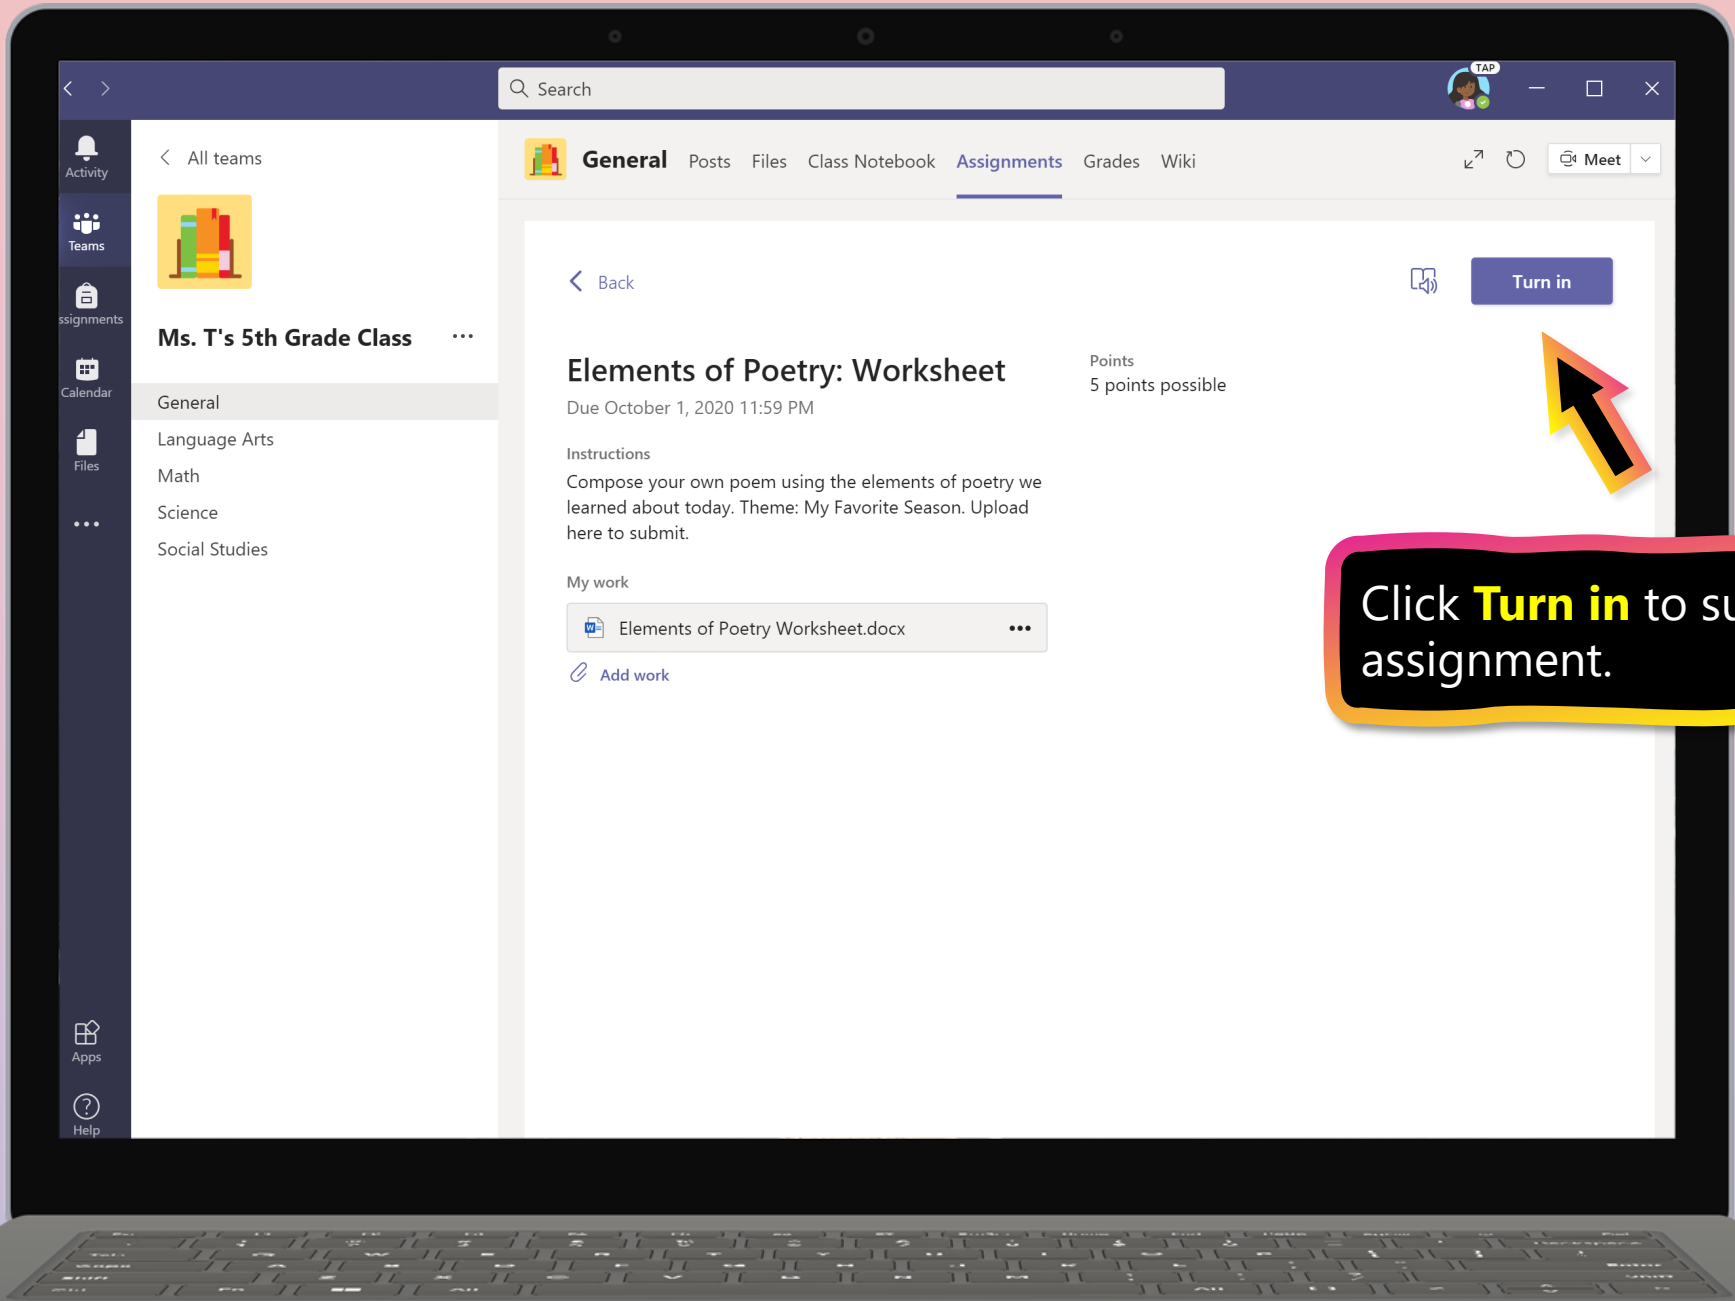 Search
TAP
Activity
Teams
ssignments
Calendar
Files
Apps
Help
All teams
Ms. T's 5th Grade Class
General
Language Arts
Math
Science
Social Studies
General Posts Files Class Notebook Assignments Grades Wiki
Meet
Back
Turn in
Elements of Poetry: Worksheet
Due October 1, 2020 11:59 PM
Points
5 points possible
Instructions
Compose your own poem using the elements of poetry we
learned about today. Theme: My Favorite Season. Upload
here to submit.
My work
Elements of Poetry Worksheet.docx
Add work
Click Turn in to su
assignment.